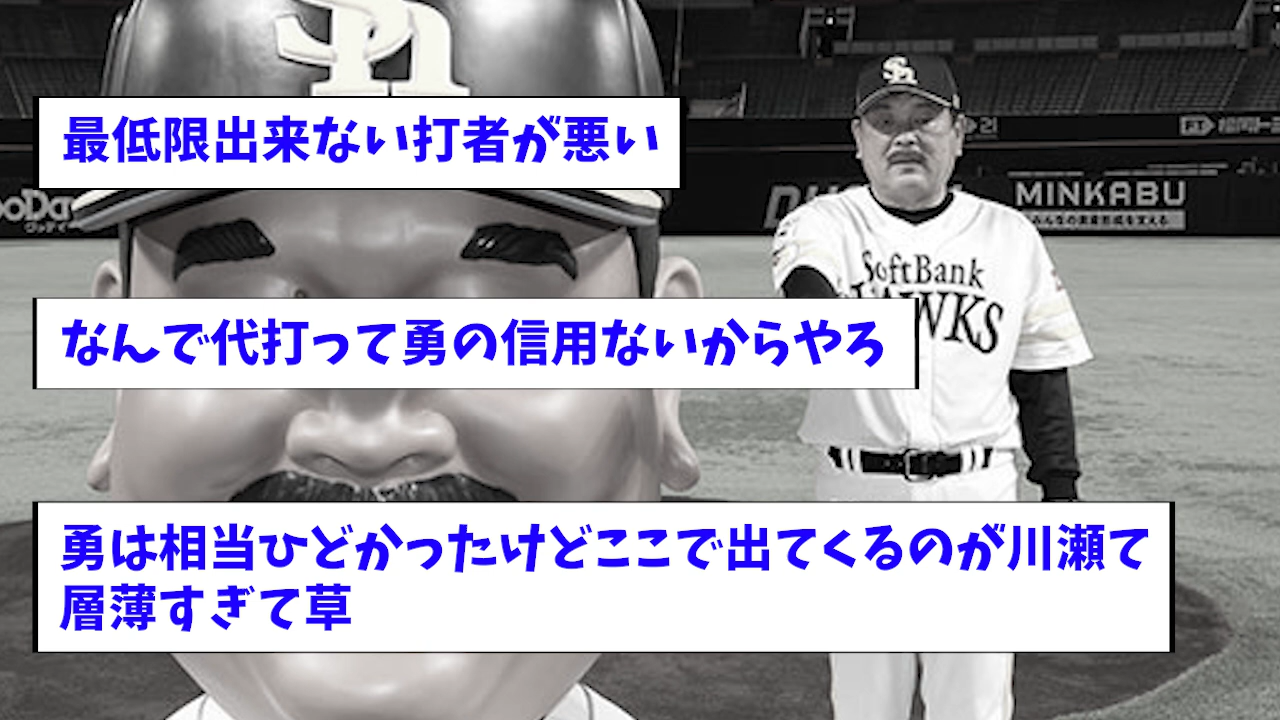 Sh
Sh
最低限出来ない打者が悪い
MINKABU
SoftBank
HAWKS
なんで代打って勇の信用ないからやろ
勇は相当ひどかったけどここで出てくるのが川瀬て
層薄すぎて草